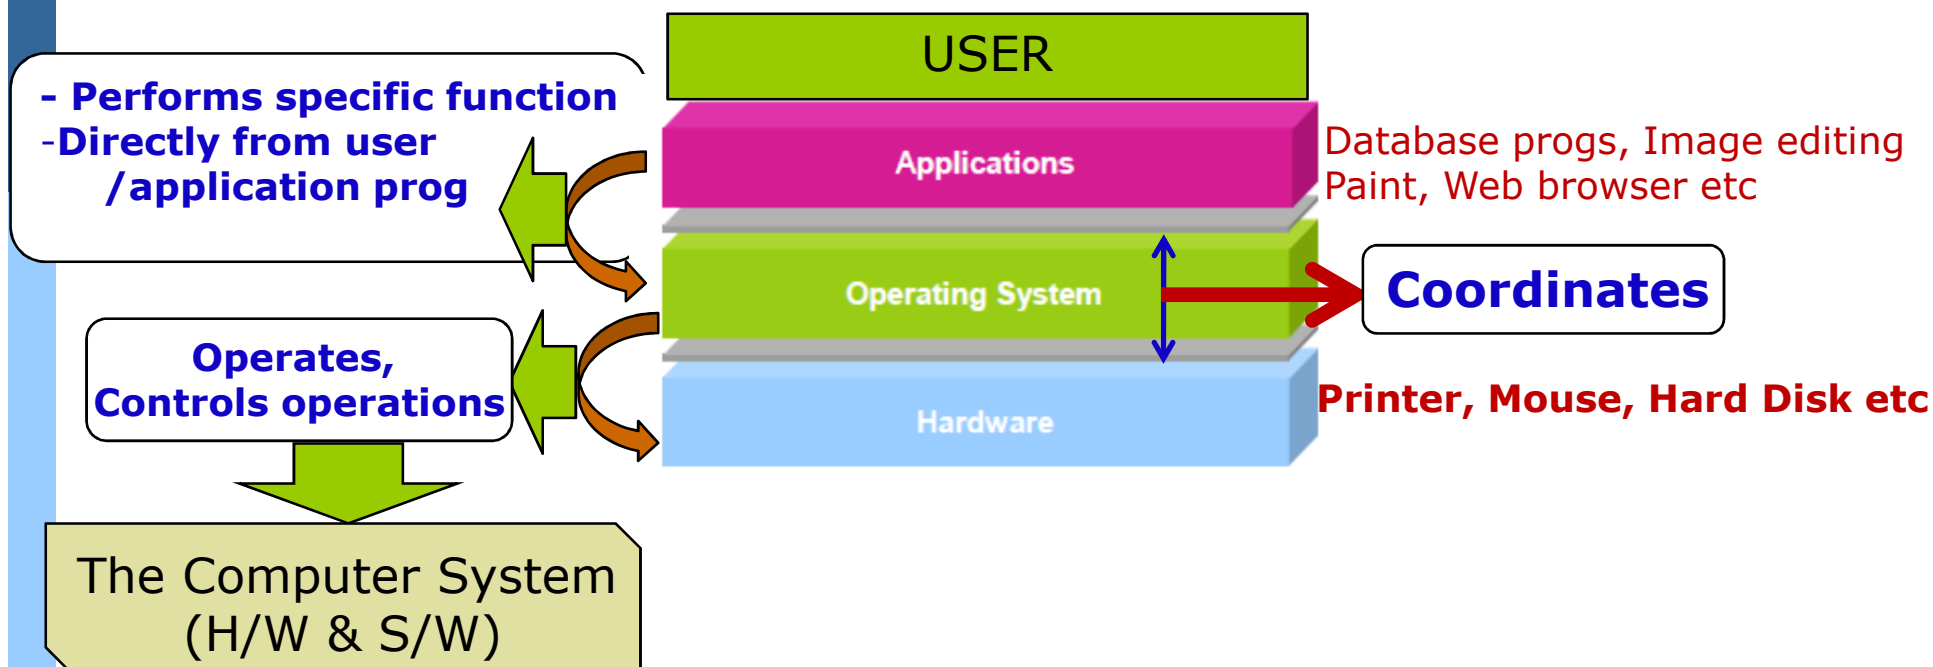 USER
- Performs specific function
-Directly from user
/application prog
Applications
Database progs, Image editing
Paint, Web browser etc
Operating System
Coordinates
Operates,
Controls operations
Hardware
Printer, Mouse, Hard Disk etc
The Computer System
(H/W & S/W)